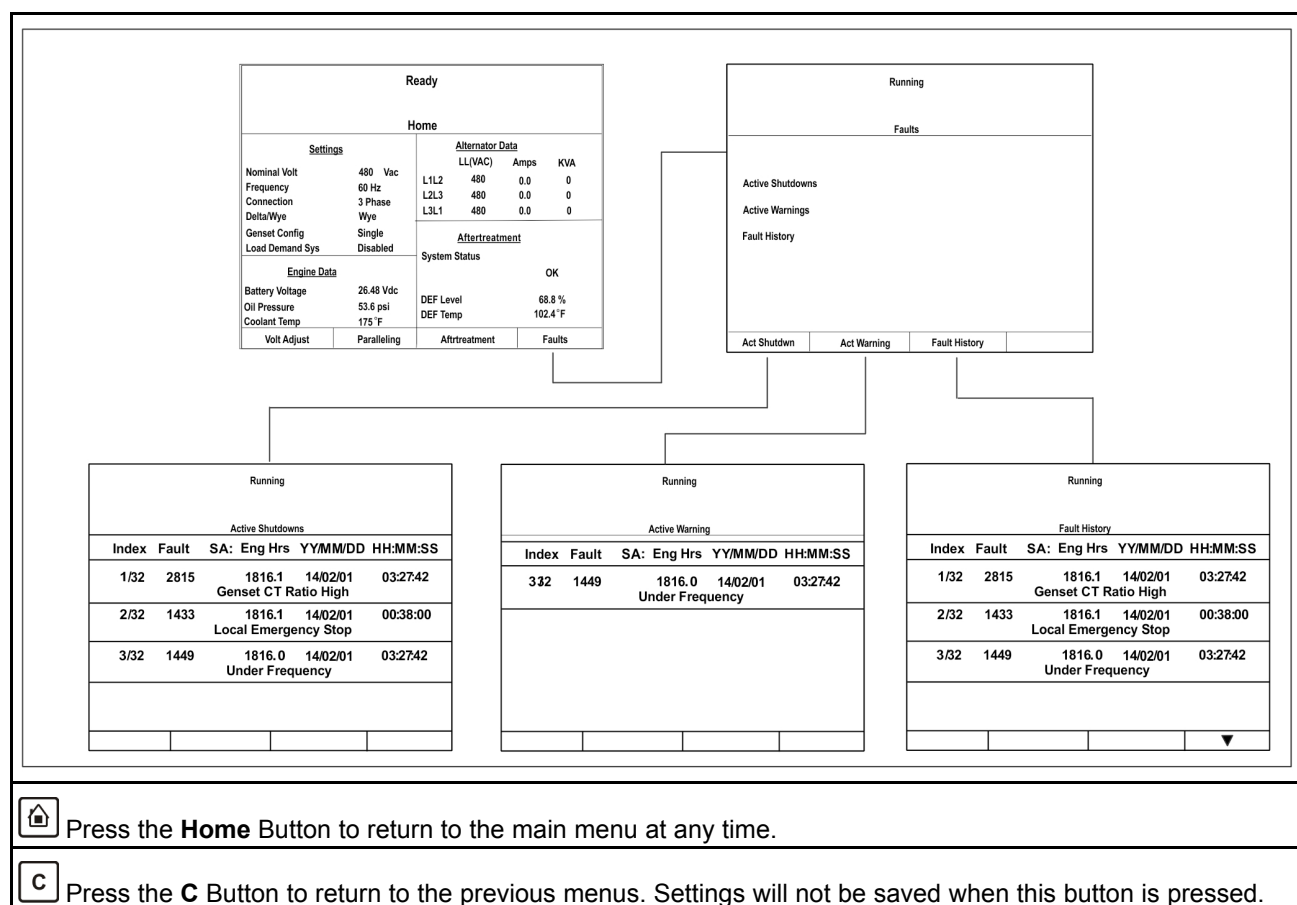 Ready
Home
Settings
Nominal Volt 480 Vac
Frequency 60 Hz
Connection 3 Phase
Delta/Wye Wye
Genset Config Single
Load Demand Sys Disabled
Engine Data
Battery Voltage 26.48 Vdc
Oil Pressure 53.6 psi
Coolant Temp 175°F
Alternator Data
LL(VAC) Amps KVA
L1L2 480 0.0 0
L2L3 480 0.0 0
L3L1 480 0.0 0
Aftertreatment
System Status
OK
DEF Level 68.8 %
DEF Temp 102.4°F
Volt Adjust Paralleling Aftrtreatment Faults
Running
Faults
Active Shutdowns
Active Warnings
Fault History
Act Shutdwn Act Warning Fault History
Running
Active Shutdowns
Index Fault SA: Eng Hrs YY/MM/DD HH:MM:SS
1/32 2815 1816.1 14/02/01 03:27:42
Genset CT Ratio High
2/32 1433 1816.1 14/02/01 00:38:00
Local Emergency Stop
3/32 1449 1816.0 14/02/01 03:27:42
Under Frequency
Running
Active Warning
Index Fault SA: Eng Hrs YY/MM/DD HH:MM:SS
332 1449 1816.0 14/02/01 03:27:42
Under Frequency
Running
Fault History
Index Fault SA: Eng Hrs YY/MM/DD HH:MM:SS
1/32 2815 1816.1 14/02/01 03:27:42
Genset CT Ratio High
2/32 1433 1816.1 14/02/01 00:38:00
Local Emergency Stop
3/32 1449 1816.0 14/02/01 03:27:42
Under Frequency
▼
Press the Home Button to return to the main menu at any time.
C Press the C Button to return to the previous menus. Settings will not be saved when this button is pressed.